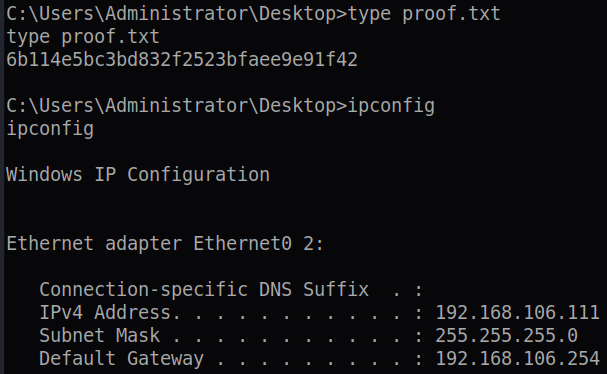 C:\Users\Administrator\Desktop>type proof.txt
type proof.txt
6b114e5bc3bd832f2523bfaee9e91f42
C:\Users\Administrator\Desktop>ipconfig
ipconfig
Windows IP Configuration
Ethernet adapter Ethernet0 2:
   Connection-specific DNS Suffix  . :
   IPv4 Address. . . . . . . . . . . : 192.168.106.111
   Subnet Mask . . . . . . . . . . . : 255.255.255.0
   Default Gateway . . . . . . . . . : 192.168.106.254